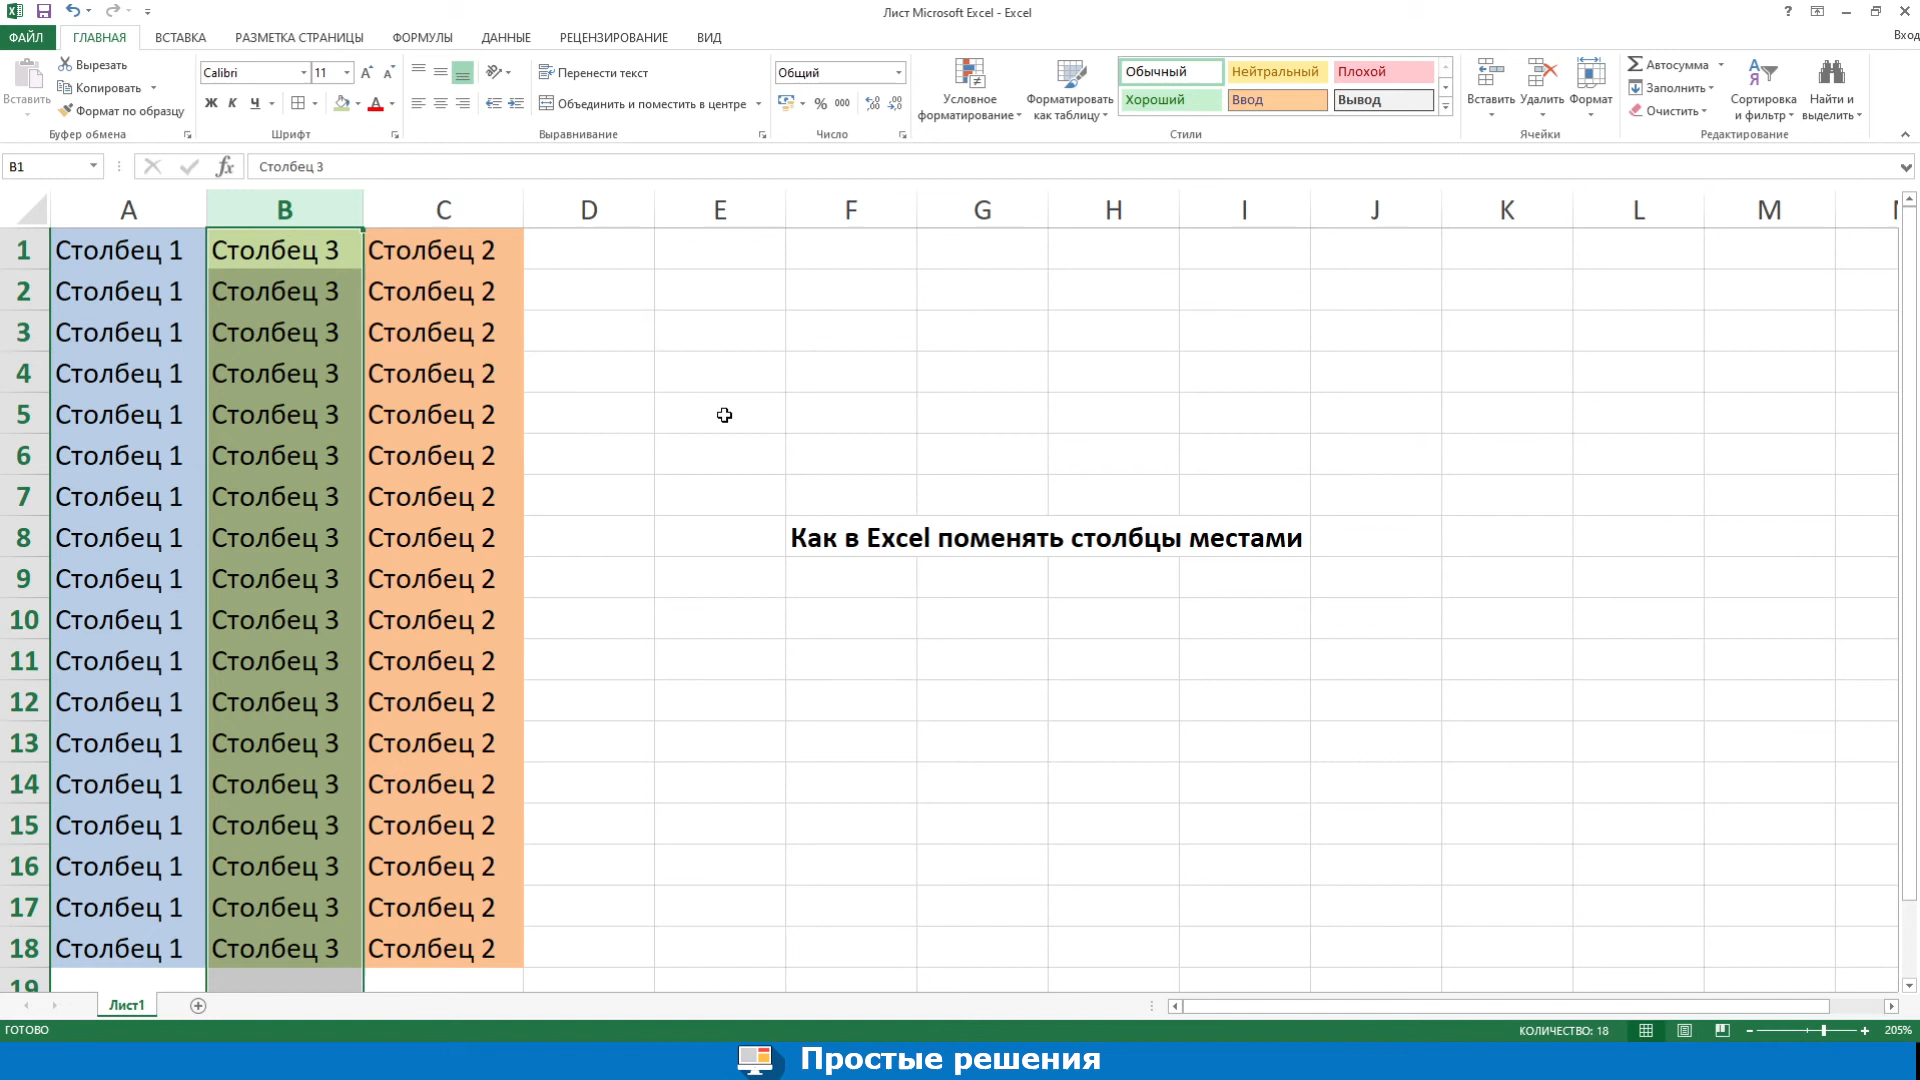 Лист Microsoft Excel - Excel
ФАЙЛ ГЛАВНАЯ ВСТАВКА РАЗМЕТКА СТРАНИЦЫ ФОРМУЛЫ ДАННЫЕ РЕЦЕНЗИРОВАНИЕ ВИД Вход
Вставить
Вырезать
Копировать
Формат по образцу
Буфер обмена
Calibri 11
Ж К Ч
Шрифт
Перенести текст
Объединить и поместить в центре
Выравнивание
Общий
% 000
Число
Условное форматирование
Форматировать как таблицу
Обычный Нейтральный Плохой
Хороший Ввод Вывод
Стили
Вставить Удалить Формат
Ячейки
Автосумма
Заполнить
Очистить
Сортировка и фильтр
Найти и выделить
Редактирование
B1 fx Столбец 3
A B C D E F G H I J K L M
1 Столбец 1 Столбец 3 Столбец 2
2 Столбец 1 Столбец 3 Столбец 2
3 Столбец 1 Столбец 3 Столбец 2
4 Столбец 1 Столбец 3 Столбец 2
5 Столбец 1 Столбец 3 Столбец 2
6 Столбец 1 Столбец 3 Столбец 2
7 Столбец 1 Столбец 3 Столбец 2
8 Столбец 1 Столбец 3 Столбец 2 Как в Excel поменять столбцы местами
9 Столбец 1 Столбец 3 Столбец 2
10 Столбец 1 Столбец 3 Столбец 2
11 Столбец 1 Столбец 3 Столбец 2
12 Столбец 1 Столбец 3 Столбец 2
13 Столбец 1 Столбец 3 Столбец 2
14 Столбец 1 Столбец 3 Столбец 2
15 Столбец 1 Столбец 3 Столбец 2
16 Столбец 1 Столбец 3 Столбец 2
17 Столбец 1 Столбец 3 Столбец 2
18 Столбец 1 Столбец 3 Столбец 2
19
Лист1
ГОТОВО КОЛИЧЕСТВО: 18 205%
Простые решения